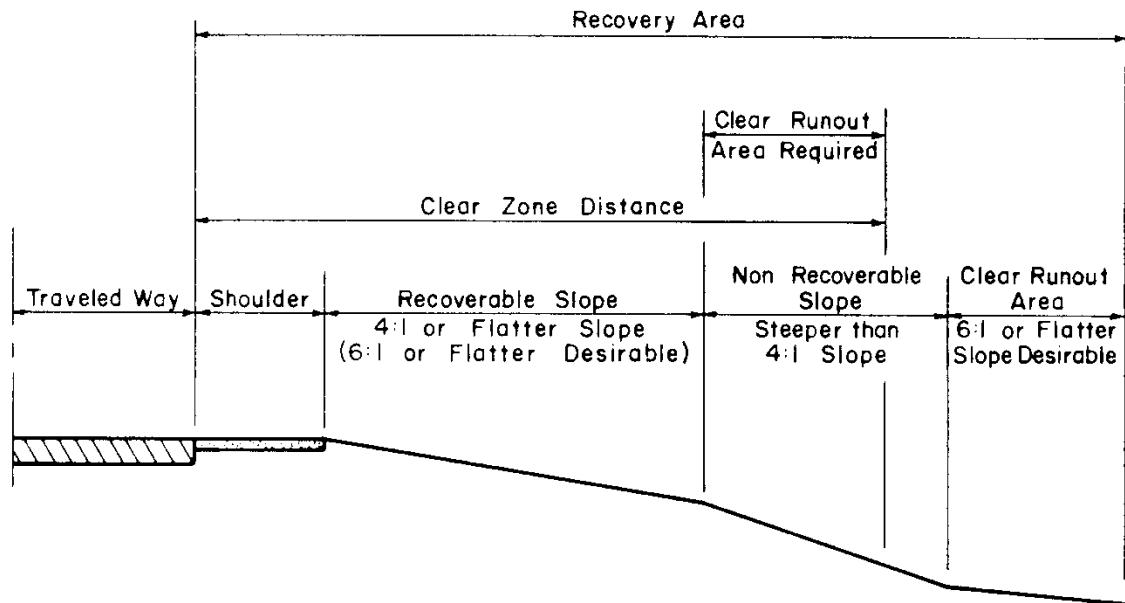 Recovery Area
Clear Runout
Area Required
Clear Zone Distance
Traveled Way
Shoulder
Recoverable Slope
4:1 or Flatter Slope
(6:1 or Flatter Desirable)
Non Recoverable
Slope
Steeper than
4:1 Slope
Clear Runout
Area
6:1 or Flatter
Slope Desirable